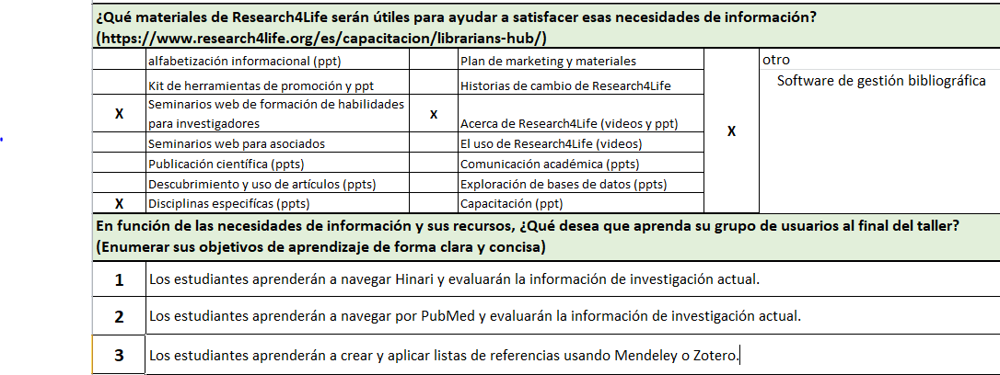 ¿Qué materiales de Research4Life serán útiles para ayudar a satisfacer esas necesidades de información?
(https://www.research4life.org/es/capacitacion/librarians-hub/)
alfabetización informacional (ppt) Plan de marketing y materiales otro
Kit de herramientas de promoción y ppt Historias de cambio de Research4Life Software de gestión bibliográfica
X Seminarios web de formación de habilidades
para investigadores X Acerca de Research4Life (videos y ppt) X
Seminarios web para asociados El uso de Research4Life (videos)
Publicación científica (ppts) Comunicación académica (ppts)
Descubrimiento y uso de artículos (ppts) Exploración de bases de datos (ppts)
X Disciplinas especifícas (ppts) Capacitación (ppt)
En función de las necesidades de información y sus recursos, ¿Qué desea que aprenda su grupo de usuarios al final del taller?
(Enumerar sus objetivos de aprendizaje de forma clara y concisa)
1 Los estudiantes aprenderán a navegar Hinari y evaluarán la información de investigación actual.
2 Los estudiantes aprenderán a navegar por PubMed y evaluarán la información de investigación actual.
3 Los estudiantes aprenderán a crear y aplicar listas de referencias usando Mendeley o Zotero.